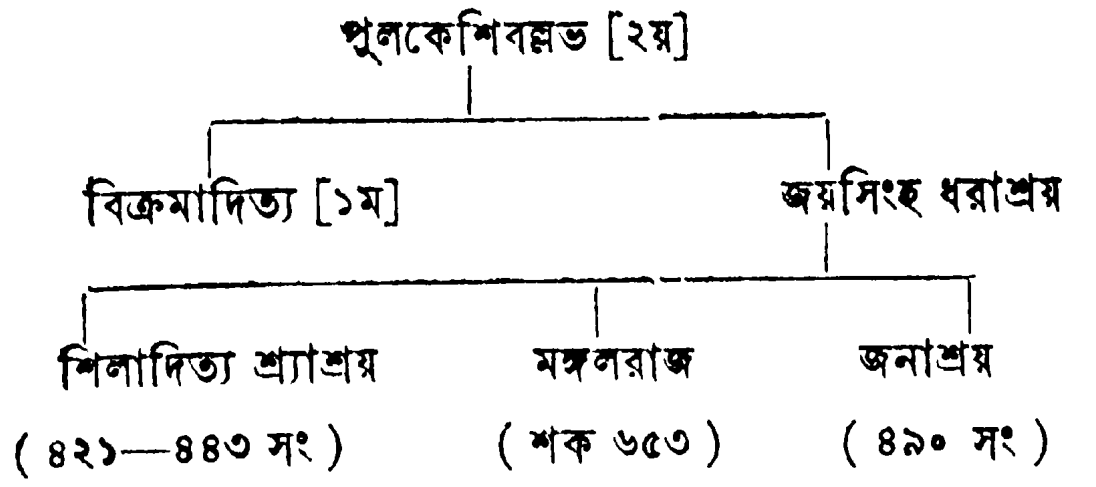 পুলকেশিবল্লভ [২য়]
বিক্রমাদিত্য [১ম] জয়সিংহ ধরাশ্রয়
শিলাদিত্য শ্র্যাশ্রয় মঙ্গলরাজ জনাশ্রয়
( ৪২১—৪৪৩ সং ) ( শক ৬৫৩ ) ( ৪৯০ সং )